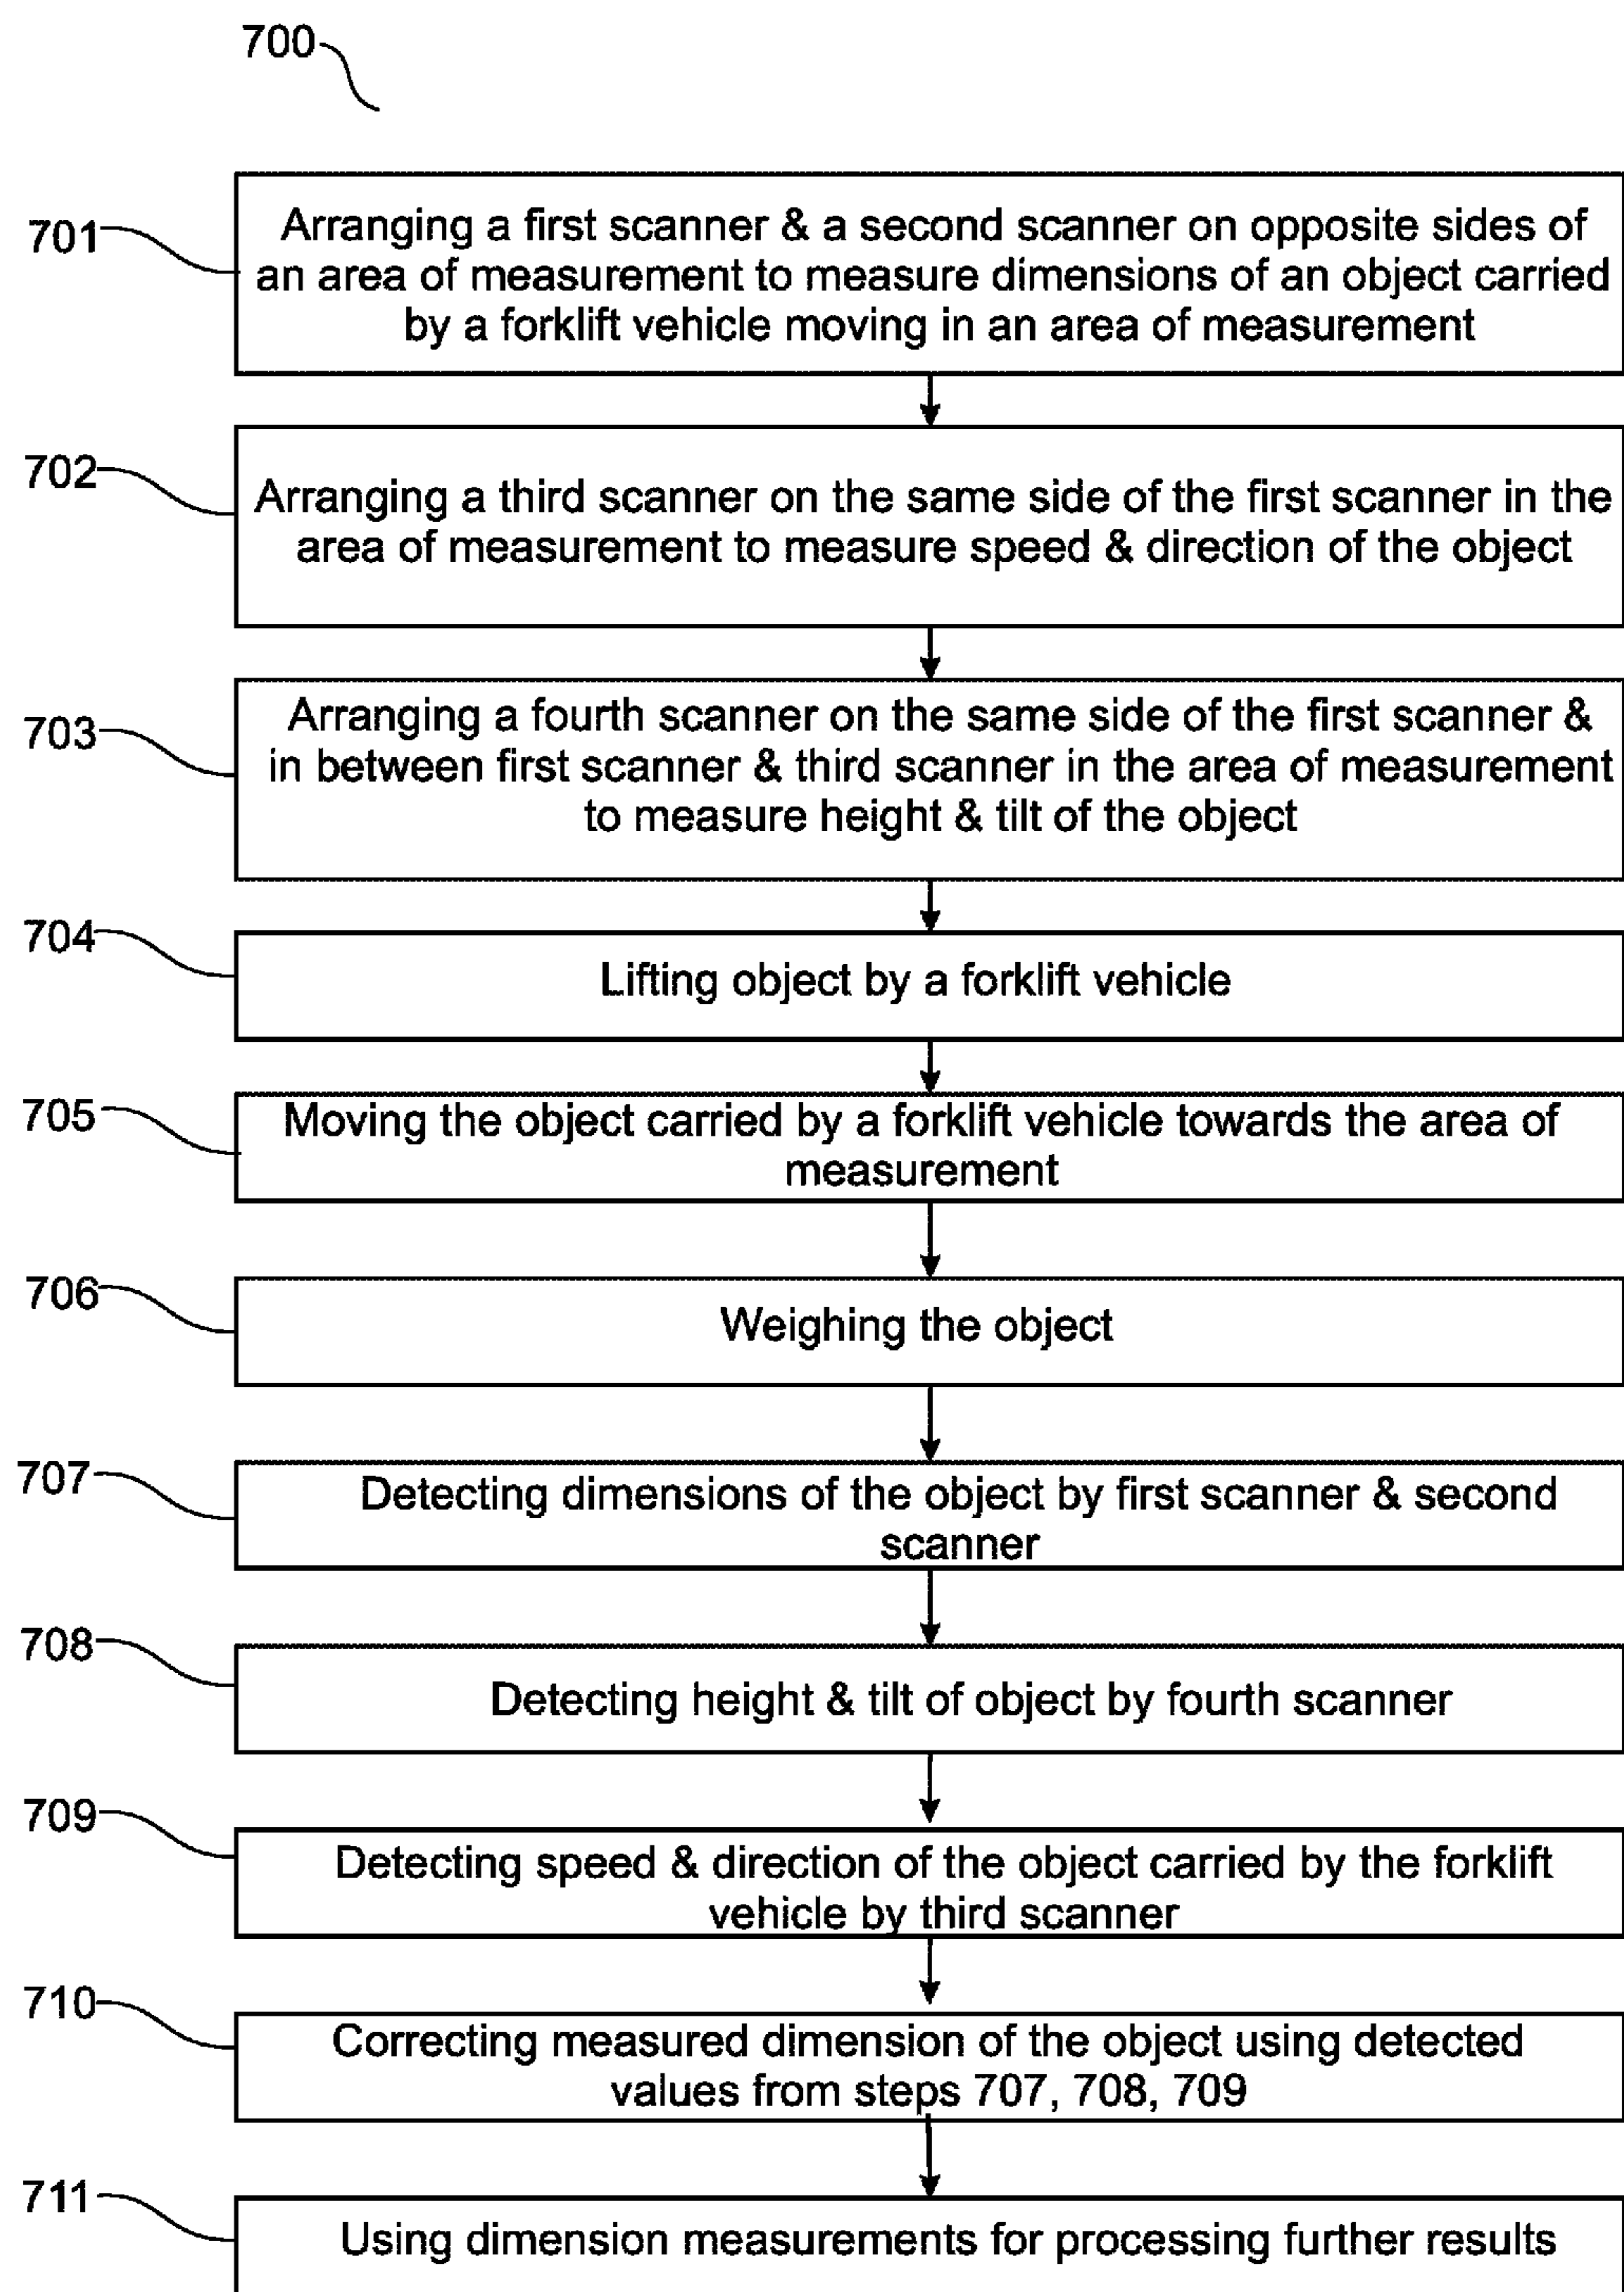 700
701
Arranging a first scanner & a second scanner on opposite sides of
an area of measurement to measure dimensions of an object carried
by a forklift vehicle moving in an area of measurement
702
Arranging a third scanner on the same side of the first scanner in the
area of measurement to measure speed & direction of the object
703
Arranging a fourth scanner on the same side of the first scanner &
in between first scanner & third scanner in the area of measurement
to measure height & tilt of the object
704
Lifting object by a forklift vehicle
705
Moving the object carried by a forklift vehicle towards the area of
measurement
706
Weighing the object
707
Detecting dimensions of the object by first scanner & second
scanner
708
Detecting height & tilt of object by fourth scanner
709
Detecting speed & direction of the object carried by the forklift
vehicle by third scanner
710
Correcting measured dimension of the object using detected
values from steps 707, 708, 709
711
Using dimension measurements for processing further results